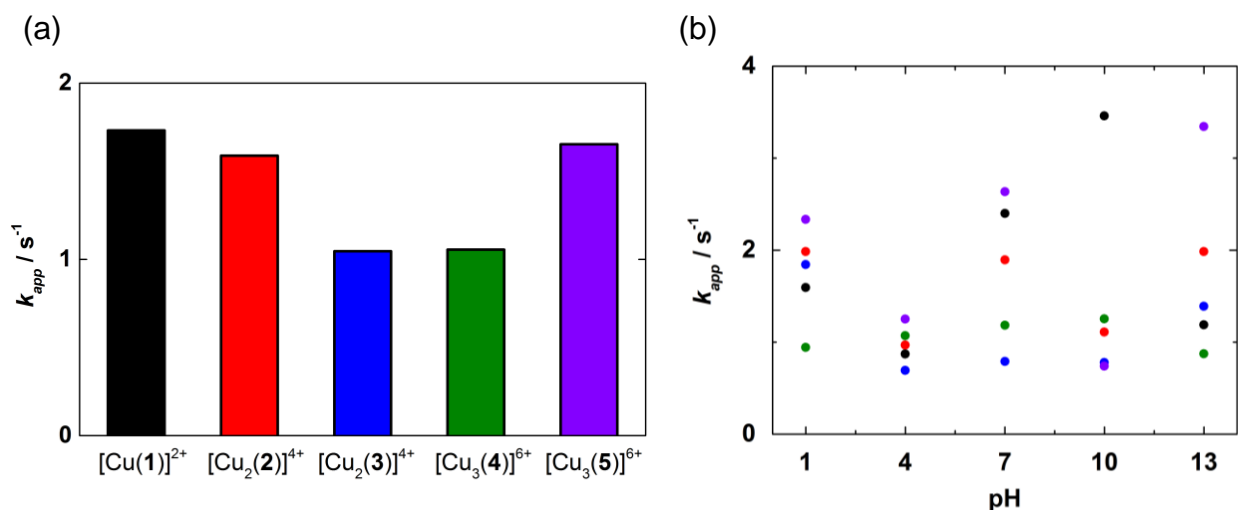 (a)
(b)
2
1
0
k_app / s⁻¹
[Cu(1)]²⁺ [Cu₂(2)]⁴⁺ [Cu₂(3)]⁴⁺ [Cu₃(4)]⁶⁺ [Cu₃(5)]⁶⁺
4
2
0
k_app / s⁻¹
1 4 7 10 13
pH